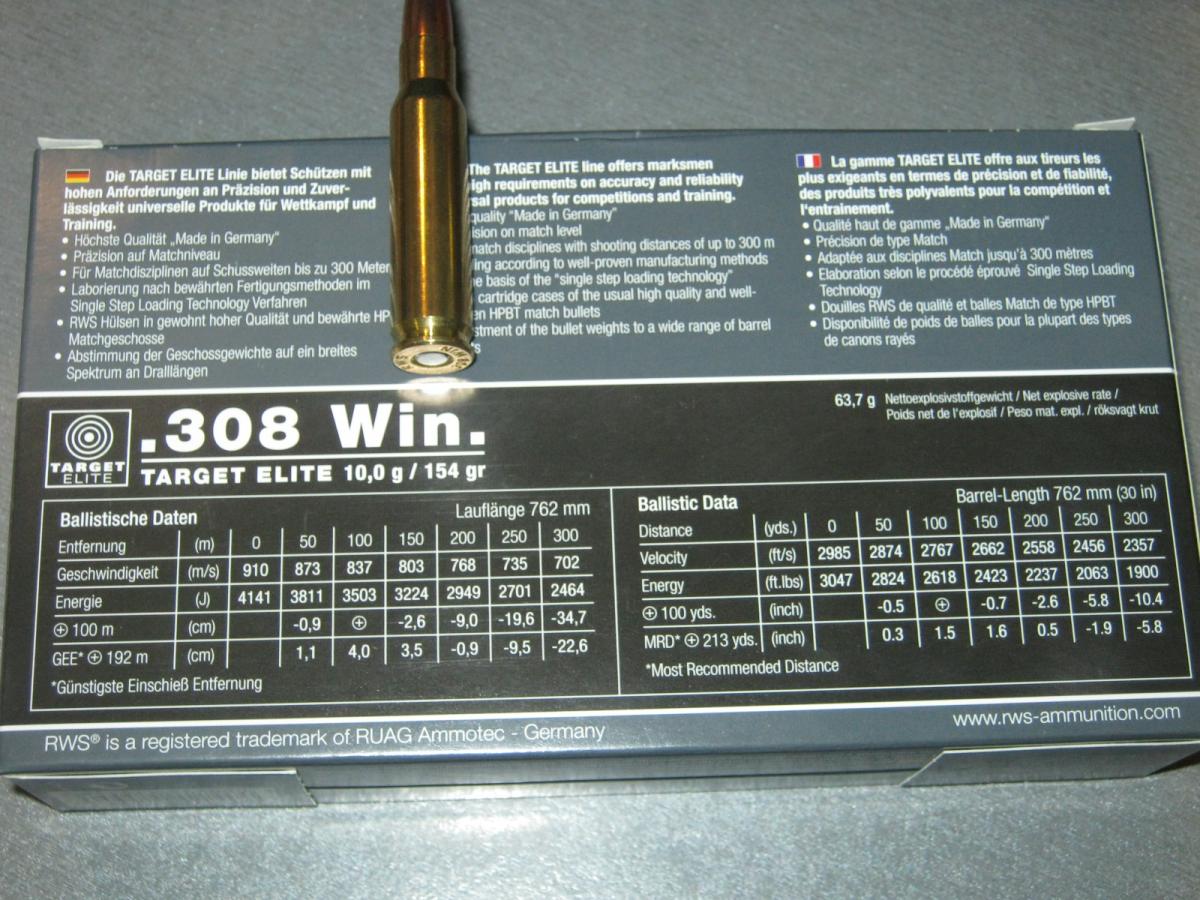 Die TARGET ELITE Linie bietet Schützen mit
hohen Anforderungen an Präzision und Zuver-
lässigkeit universelle Produkte für Wettkampf und
Training.
• Höchste Qualität „Made in Germany“
• Präzision auf Matchniveau
• Für Matchdisziplinen auf Schussweiten bis zu 300 Meter
• Laborierung nach bewährten Fertigungsmethoden im
Single Step Loading Technology Verfahren
• RWS Hülsen in gewohnt hoher Qualität und bewährte
Matchgeschosse
• Abstimmung der Geschossgewichte auf ein breites
Spektrum an Dralllängen
The TARGET ELITE line offers marksmen
requirements on accuracy and reliability
products for competitions and training.
quality “Made in Germany”
on match level
match disciplines with shooting distances of up to 300 m
according to well-proven manufacturing methods
basis of the “single step loading technology”
cartridge cases of the usual high quality and well-
HPBT match bullets
of the bullet weights to a wide range of barrel
La gamme TARGET ELITE offre aux tireurs les
plus exigeants en termes de précision et de fiabilité,
des produits très polyvalents pour la compétition et
l'entrainement.
• Qualité haut de gamme „Made in Germany“
• Précision de type Match
• Adaptée aux disciplines Match jusqu'à 300 mètres
• Elaboration selon le procédé éprouvé Single Step Loading
Technology
• Douilles RWS de qualité et balles Match de type HPBT
• Disponibilité de poids de balles pour la plupart des types
de canons rayés
TARGET
ELITE
.308 Win.
TARGET ELITE 10,0 g / 154 gr
63,7 g Nettoexplosivstoffgewicht / Net explosive rate /
Poids net de l'explosif / Peso mat. expl. / röksvagt krut
Ballistische Daten Lauflänge 762 mm
Entfernung (m) 0 50 100 150 200 250 300
Geschwindigkeit (m/s) 910 873 837 803 768 735 702
Energie (J) 4141 3811 3503 3224 2949 2701 2464
⊕ 100 m (cm) -0,9 ⊕ -2,6 -9,0 -19,6 -34,7
GEE* ⊕ 192 m (cm) 1,1 4,0 3,5 -0,9 -9,5 -22,6
*Günstigste Einschieß Entfernung
Ballistic Data Barrel-Length 762 mm (30 in)
Distance (yds.) 0 50 100 150 200 250 300
Velocity (ft/s) 2985 2874 2767 2662 2558 2456 2357
Energy (ft.lbs) 3047 2824 2618 2423 2237 2063 1900
⊕ 100 yds. (inch) -0.5 ⊕ -0.7 -2.6 -5.8 -10.4
MRD* ⊕ 213 yds. (inch) 0.3 1.5 1.6 0.5 -1.9 -5.8
*Most Recommended Distance
RWS® is a registered trademark of RUAG Ammotec - Germany
www.rws-ammunition.com